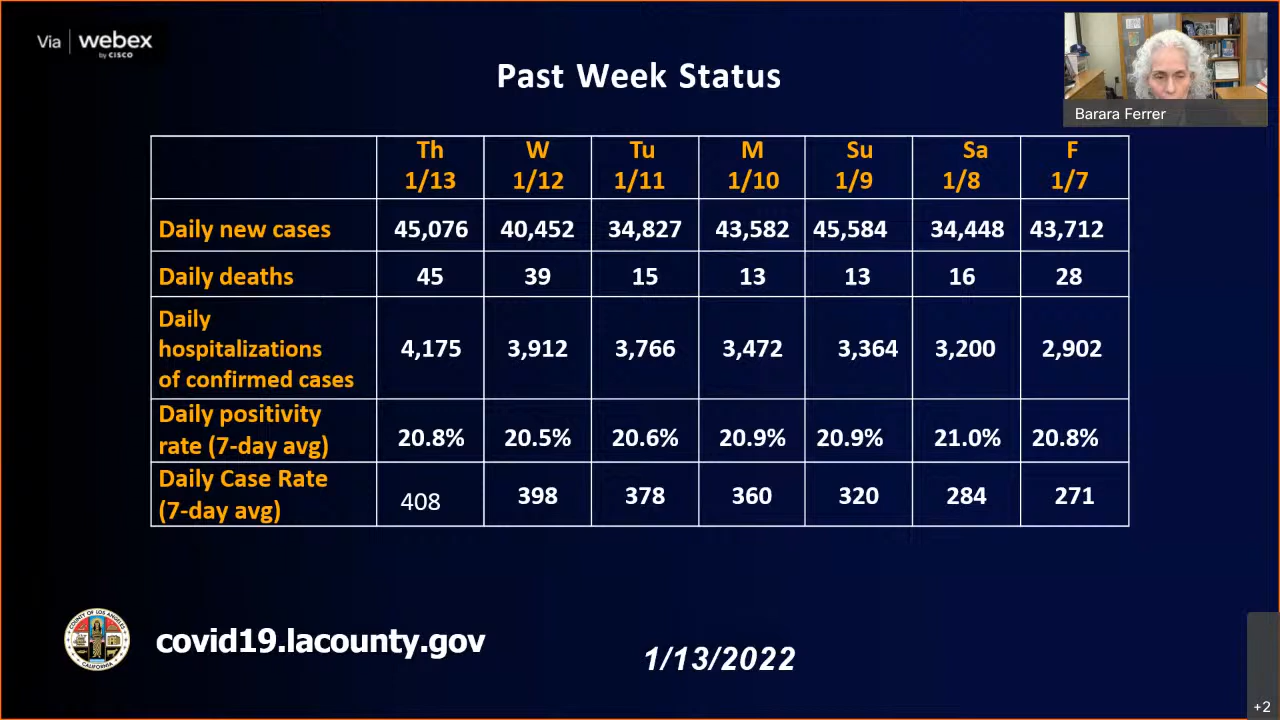 Via webex
by CISCO
Past Week Status
Barara Ferrer
Th W Tu M Su Sa F
1/13 1/12 1/11 1/10 1/9 1/8 1/7
Daily new cases 45,076 40,452 34,827 43,582 45,584 34,448 43,712
Daily deaths 45 39 15 13 13 16 28
Daily
hospitalizations 4,175 3,912 3,766 3,472 3,364 3,200 2,902
of confirmed cases
Daily positivity
rate (7-day avg) 20.8% 20.5% 20.6% 20.9% 20.9% 21.0% 20.8%
Daily Case Rate 408 398 378 360 320 284 271
(7-day avg)
COUNTY OF LOS ANGELES
CALIFORNIA
covid19.lacounty.gov
1/13/2022
+2